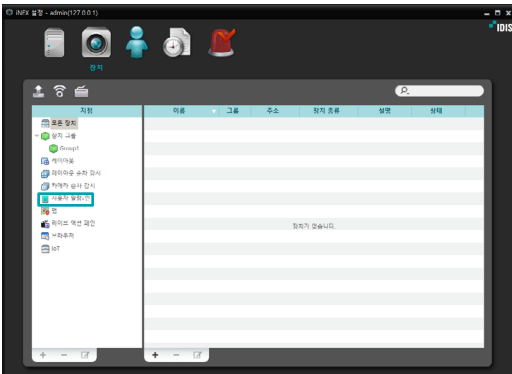 iNEX 설정 - admin(127.0.0.1)
IDIS
장치
지점
이름 그룹 주소 장치 종류 설명 상태
모든 장치
장치 그룹
Group1
레이아웃
레이아웃 순차 감시
카메라 순차 감시
사용자 알람-인
맵
라이브 액션 패인
브라우저
IoT
장치가 없습니다.